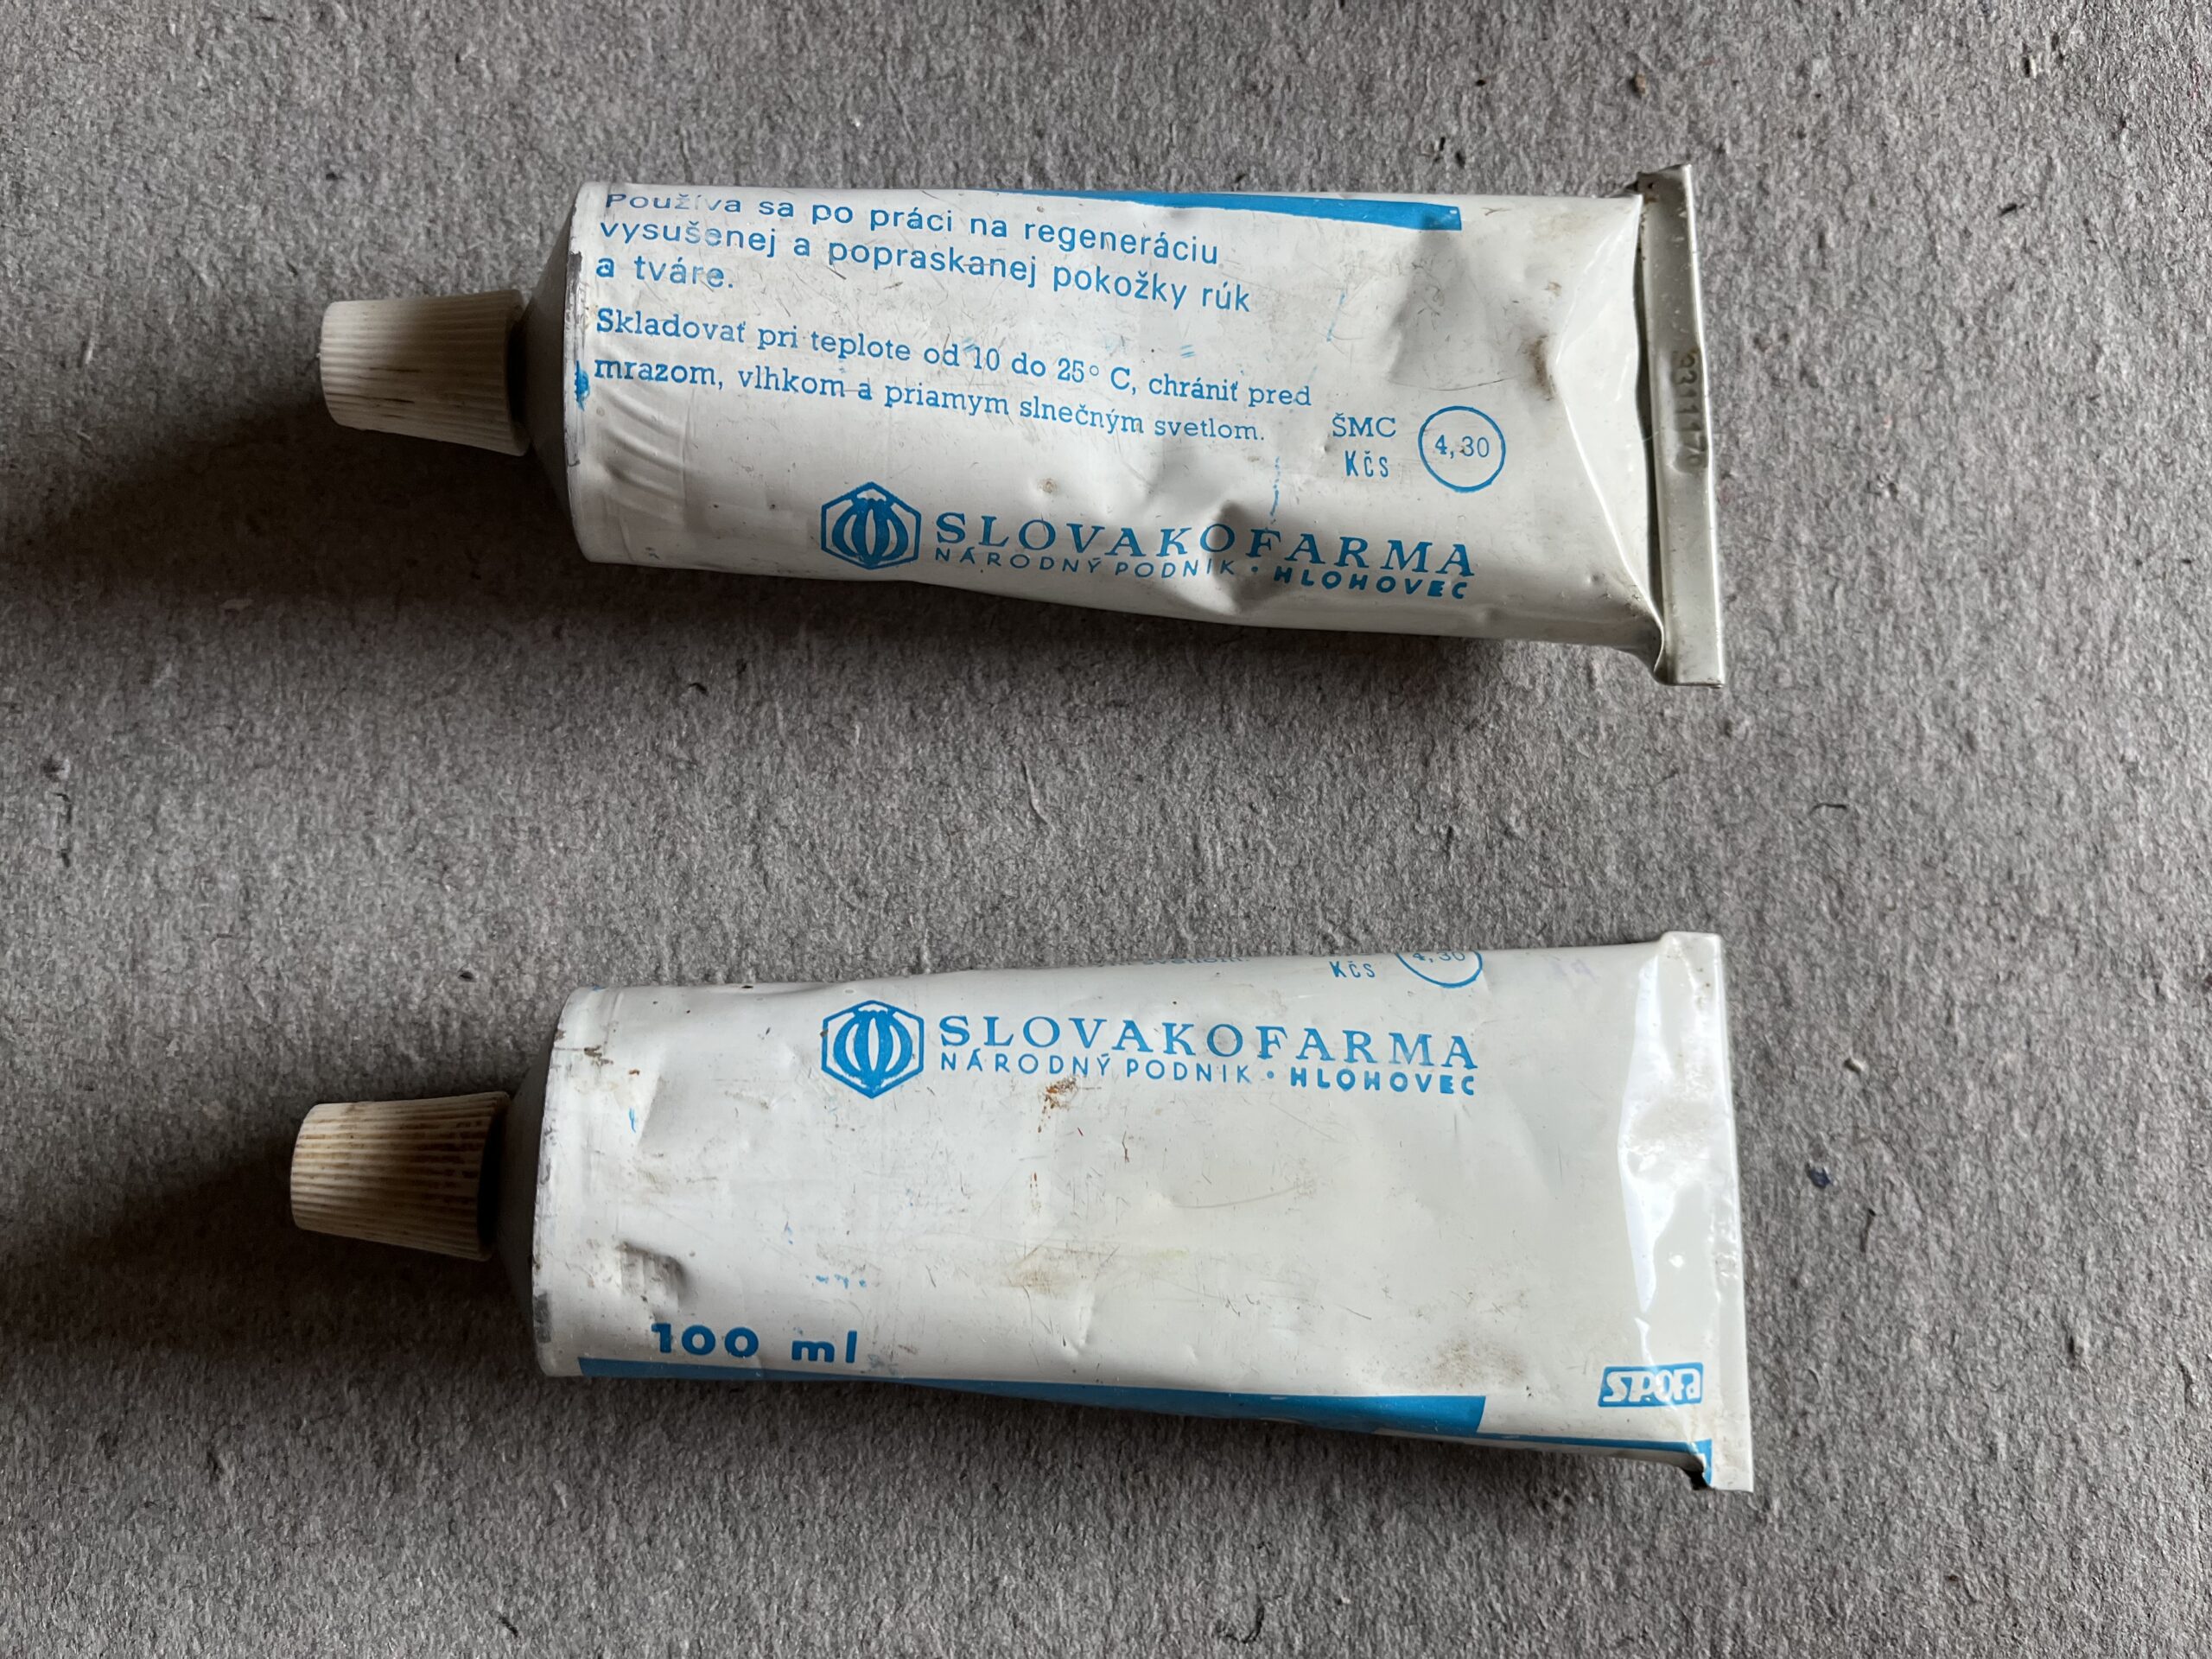 Používa sa po práci na regeneráciu
vysušenej a popraskanej pokožky rúk
a tváre.
Skladovať pri teplote od 10 do 25° C, chrániť pred
mrazom, vlhkom a priamym slnečným svetlom.
ŠMC
Kčs
4,30
SLOVAKOFARMA
NÁRODNÝ PODNIK • HLOHOVEC
Kčs
4,30
SLOVAKOFARMA
NÁRODNÝ PODNIK • HLOHOVEC
100 ml